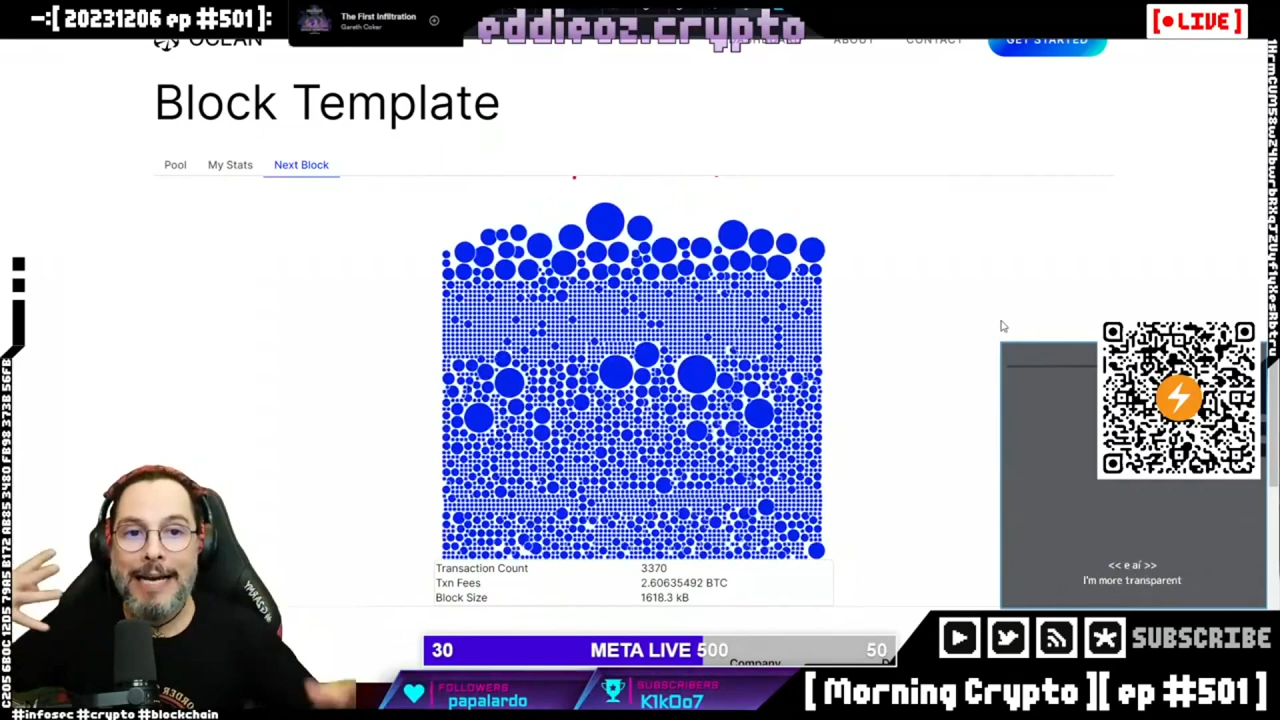 -:[ 20231206 ep #501]:
The First Infiltration
Gareth Coker
eddieoz.crypto
[● LIVE]
OCEAN
ABOUT
CONTACT
GET STARTED
Block Template
Pool
My Stats
Next Block
Transaction Count 3370
Txn Fees 2.60635492 BTC
Block Size 1618.3 kB
<< e aí >>
I'm more transparent
30 META LIVE 500 50
Company
FOLLOWERS
papalardo
SUBSCRIBERS
K1kOo7
SUBSCRIBE
[ Morning Crypto ][ ep #501 ]
#infosec #crypto #blockchain